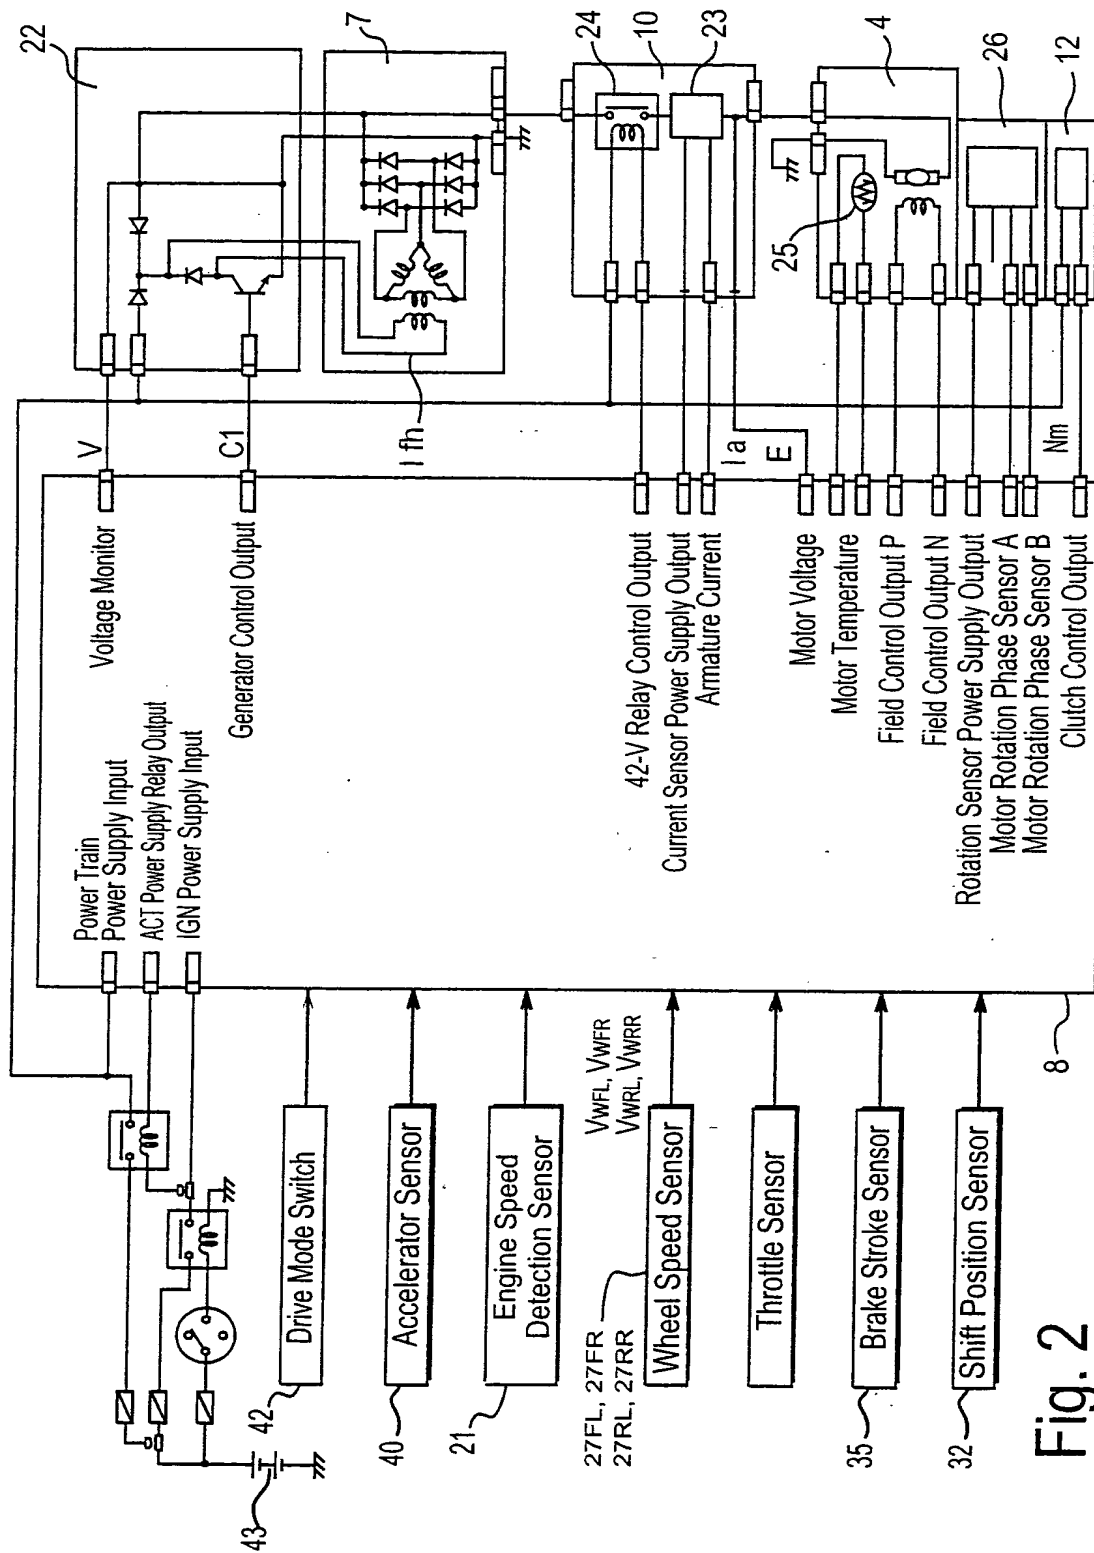 22
7
24
10
23
4
26
12
25
V
C1
I fh
I a
E
Nm
Voltage Monitor
Generator Control Output
42-V Relay Control Output
Current Sensor Power Supply Output
Armature Current
Motor Voltage
Motor Temperature
Field Control Output P
Field Control Output N
Rotation Sensor Power Supply Output
Motor Rotation Phase Sensor A
Motor Rotation Phase Sensor B
Clutch Control Output
Power Train
Power Supply Input
ACT Power Supply Relay Output
IGN Power Supply Input
8
VWFL, VWFR
VWRL, VWRR
Drive Mode Switch
Accelerator Sensor
Engine Speed
Detection Sensor
Wheel Speed Sensor
Throttle Sensor
Brake Stroke Sensor
Shift Position Sensor
43
42
40
21
27FL, 27FR
27RL, 27RR
35
32
Fig. 2